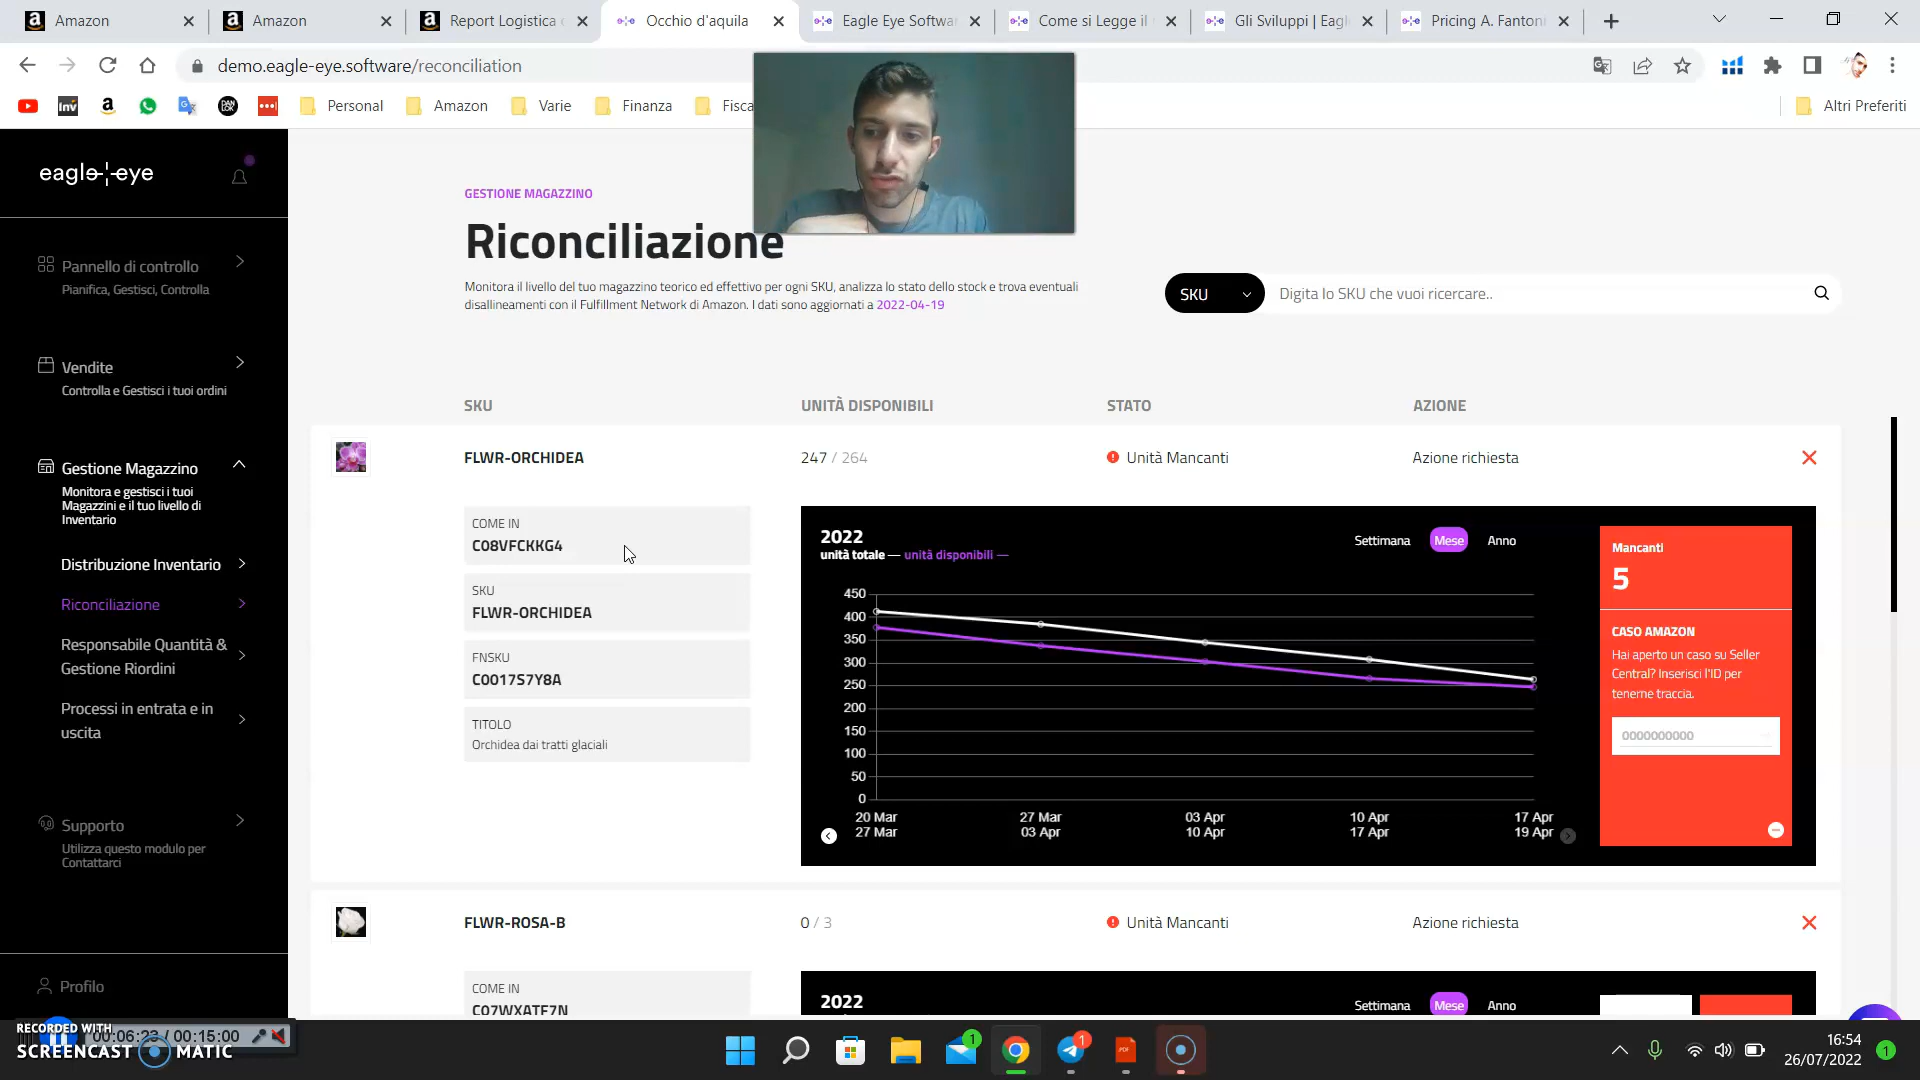 Amazon
Amazon
Report Logistica
Occhio d'aquila
Eagle Eye Softwa
Come si Legge il
Gli Sviluppi | Eagl
Pricing A. Fanton
demo.eagle-eye.software/reconciliation
Inv
DAN LOK
Personal
Amazon
Varie
Finanza
Fisca
Altri Preferiti
eagle-eye
Pannello di controllo
Pianifica, Gestisci, Controlla
Vendite
Controlla e Gestisci i tuoi ordini
Gestione Magazzino
Monitora e gestisci i tuoi
Magazzini e il tuo livello di
Inventario
Distribuzione Inventario
Riconciliazione
Responsabile Quantità &
Gestione Riordini
Processi in entrata e in
uscita
Supporto
Utilizza questo modulo per
Contattarci
Profilo
GESTIONE MAGAZZINO
Riconciliazione
Monitora il livello del tuo magazzino teorico ed effettivo per ogni SKU, analizza lo stato dello stock e trova eventuali
disallineamenti con il Fulfillment Network di Amazon. I dati sono aggiornati a 2022-04-19
SKU
Digita lo SKU che vuoi ricercare..
SKU UNITÀ DISPONIBILI STATO AZIONE
FLWR-ORCHIDEA 247 / 264 Unità Mancanti Azione richiesta
COME IN
C08VFCKKG4
SKU
FLWR-ORCHIDEA
FNSKU
C0017S7Y8A
TITOLO
Orchidea dai tratti glaciali
2022
unità totale — unità disponibili —
Settimana Mese Anno
450
400
350
300
250
200
150
100
50
0
20 Mar 27 Mar 03 Apr 10 Apr 17 Apr
27 Mar 03 Apr 10 Apr 17 Apr 19 Apr
Mancanti
5
CASO AMAZON
Hai aperto un caso su Seller
Central? Inserisci l'ID per
tenerne traccia.
0000000000
FLWR-ROSA-B 0 / 3 Unità Mancanti Azione richiesta
COME IN
C07WXATF7N
2022
Settimana Mese Anno
RECORDED WITH
SCREENCAST MATIC
/ 00:15:00
1
1
PDF
16:54
26/07/2022
1